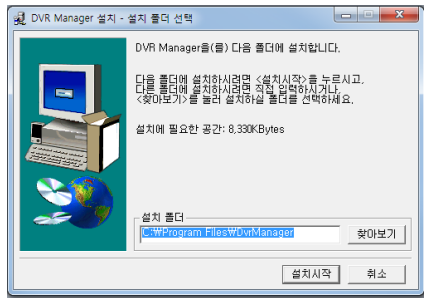 DVR Manager 설치 - 설치 폴더 선택
DVR Manager을(를) 다음 폴더에 설치합니다.
다음 폴더에 설치하시려면 <설치시작>을 누르시고,
다른 폴더에 설치하시려면 직접 입력하시거나,
<찾아보기>를 눌러 설치하실 폴더를 선택하세요.
설치에 필요한 공간: 8,330KBytes
설치 폴더
C:₩Program Files₩DvrManager
찾아보기
설치시작
취소